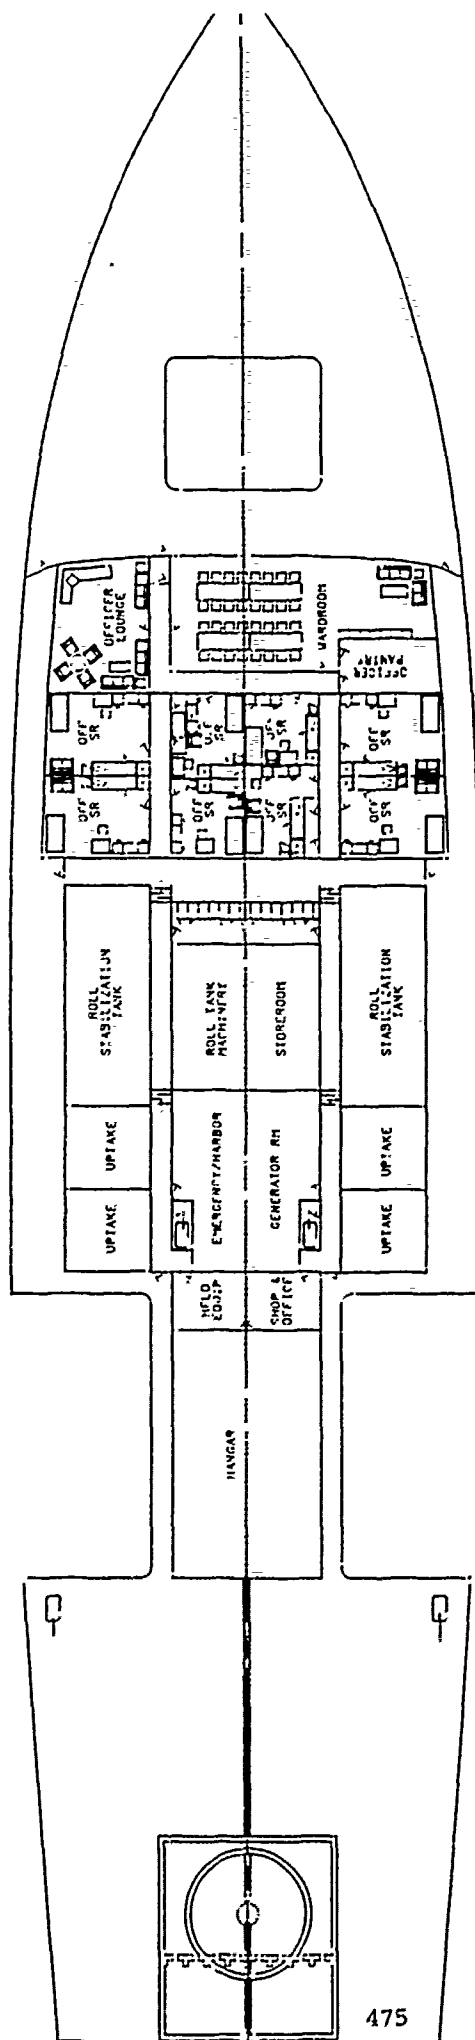 OFFICER
LOUNGE
WARDROOM
OFFICER
PANTRY
OFF
SR
OFF
SR
OFF
SR
OFF
SR
OFF
SR
OFF
SR
OFF
SR
OFF
SR
ROLL
STABILIZATION
TANK
ROLL TANK
MACHINERY
STOREROOM
ROLL
STABILIZATION
TANK
UPTAKE
EMERGENCY/HARBOR
GENERATOR RM
UPTAKE
UPTAKE
UPTAKE
HELO
EQUIP
SHOP &
OFFICE
HANGAR
475